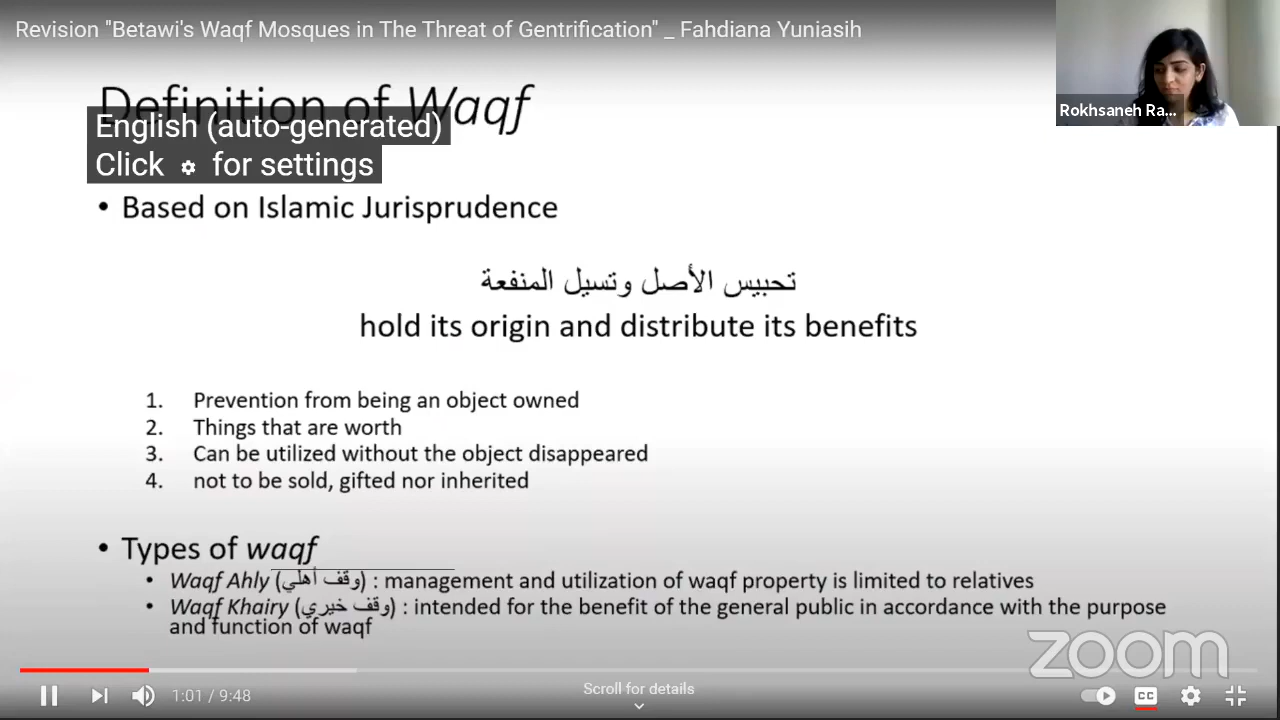 Revision "Betawi's Waqf Mosques in The Threat of Gentrification" _ Fahdiana Yuniasih
Rokhsaneh Ra...
Definition of Waqf
English (auto-generated)
Click for settings
• Based on Islamic Jurisprudence
تحبيس الأصل وتسيل المنفعة
hold its origin and distribute its benefits
1. Prevention from being an object owned
2. Things that are worth
3. Can be utilized without the object disappeared
4. not to be sold, gifted nor inherited
• Types of waqf
• Waqf Ahly (وقف أهلي) : management and utilization of waqf property is limited to relatives
• Waqf Khairy (وقف خيري) : intended for the benefit of the general public in accordance with the purpose
and function of waqf
zoom
1:01 / 9:48
Scroll for details
CC